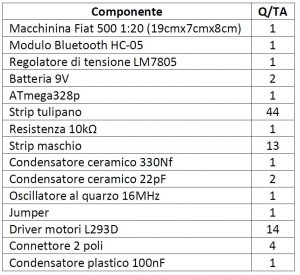 Componente Q/TA
Macchinina Fiat 500 1:20 (19cmx7cmx8cm) 1
Modulo Bluetooth HC-05 1
Regolatore di tensione LM7805 1
Batteria 9V 2
ATmega328p 1
Strip tulipano 44
Resistenza 10kΩ 1
Strip maschio 13
Condensatore ceramico 330Nf 1
Condensatore ceramico 22pF 2
Oscillatore al quarzo 16MHz 1
Jumper 1
Driver motori L293D 14
Connettore 2 poli 4
Condensatore plastico 100nF 1